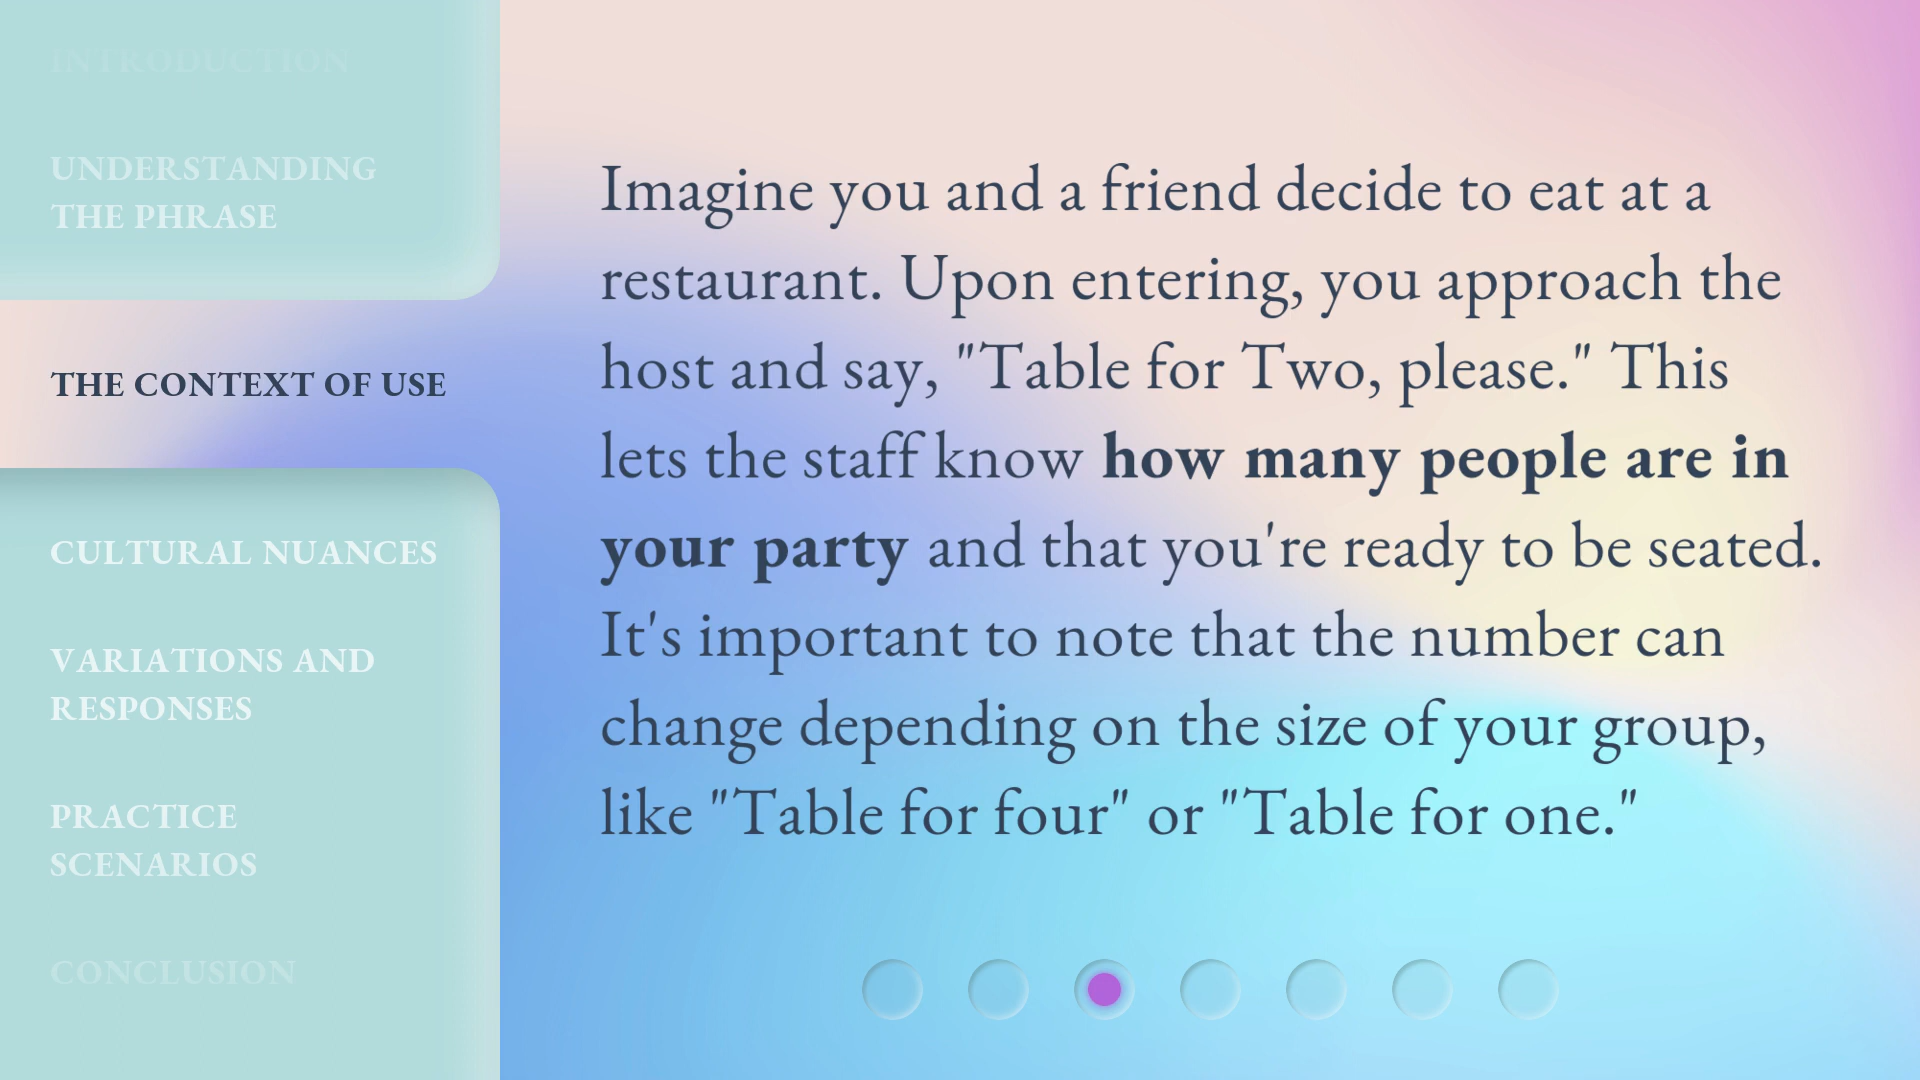 INTRODUCTION
UNDERSTANDING
THE PHRASE
THE CONTEXT OF USE
CULTURAL NUANCES
VARIATIONS AND
RESPONSES
PRACTICE
SCENARIOS
CONCLUSION
Imagine you and a friend decide to eat at a
restaurant. Upon entering, you approach the
host and say, "Table for Two, please." This
lets the staff know how many people are in
your party and that you're ready to be seated.
It's important to note that the number can
change depending on the size of your group,
like "Table for four" or "Table for one."